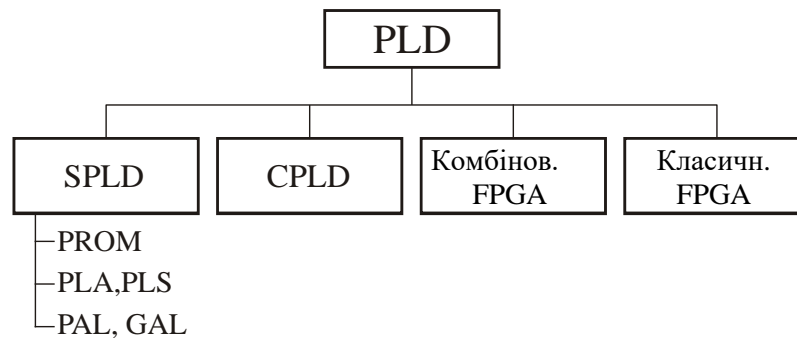 PLD
SPLD
CPLD
Комбінов.
FPGA
Класичн.
FPGA
PROM
PLA,PLS
PAL, GAL